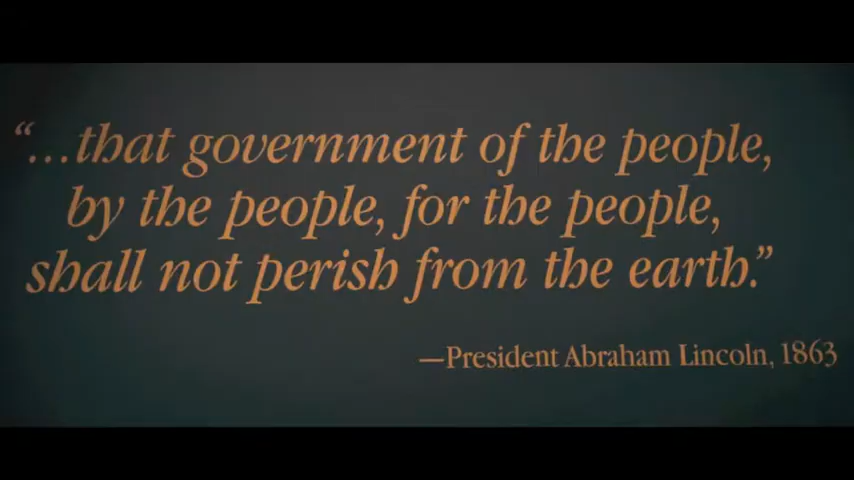 “...that government of the people,
by the people, for the people,
shall not perish from the earth.”
—President Abraham Lincoln, 1863